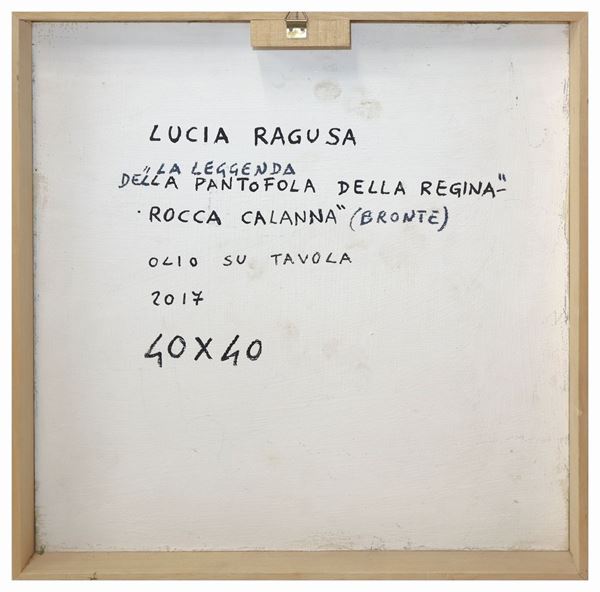 LUCIA RAGUSA
"LA LEGGENDA
DELLA PANTOFOLA DELLA REGINA"-
·ROCCA CALANNA" (BRONTE)
OLIO SU TAVOLA
2017
40X40